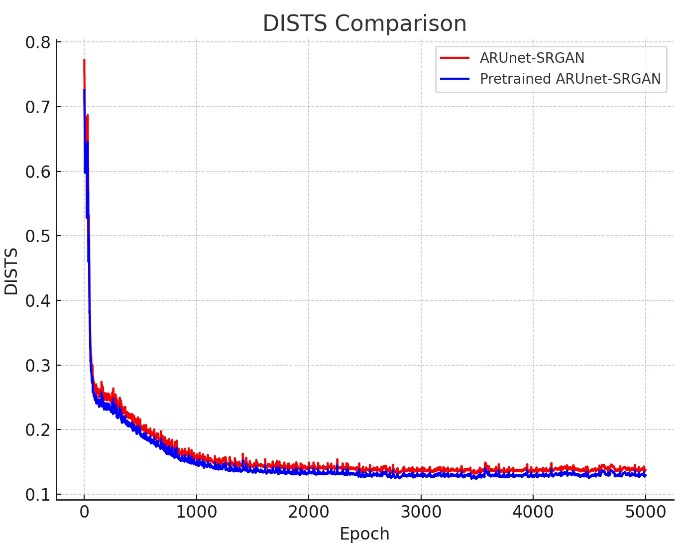 DISTS Comparison
ARUnet-SRGAN
Pretrained ARUnet-SRGAN
DISTS
0.8
0.7
0.6
0.5
0.4
0.3
0.2
0.1
0 1000 2000 3000 4000 5000
Epoch